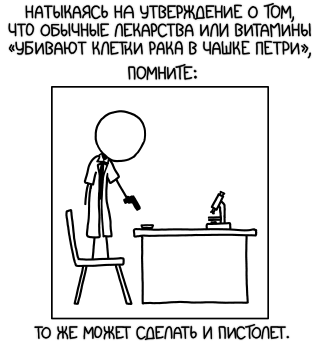 НАТЫКАЯСЬ НА УТВЕРЖДЕНИЕ О ТОМ,
ЧТО ОБЫЧНЫЕ ЛЕКАРСТВА ИЛИ ВИТАМИНЫ
«УБИВАЮТ КЛЕТКИ РАКА В ЧАШКЕ ПЕТРИ»,
ПОМНИТЕ:
ТО ЖЕ МОЖЕТ СДЕЛАТЬ И ПИСТОЛЕТ.